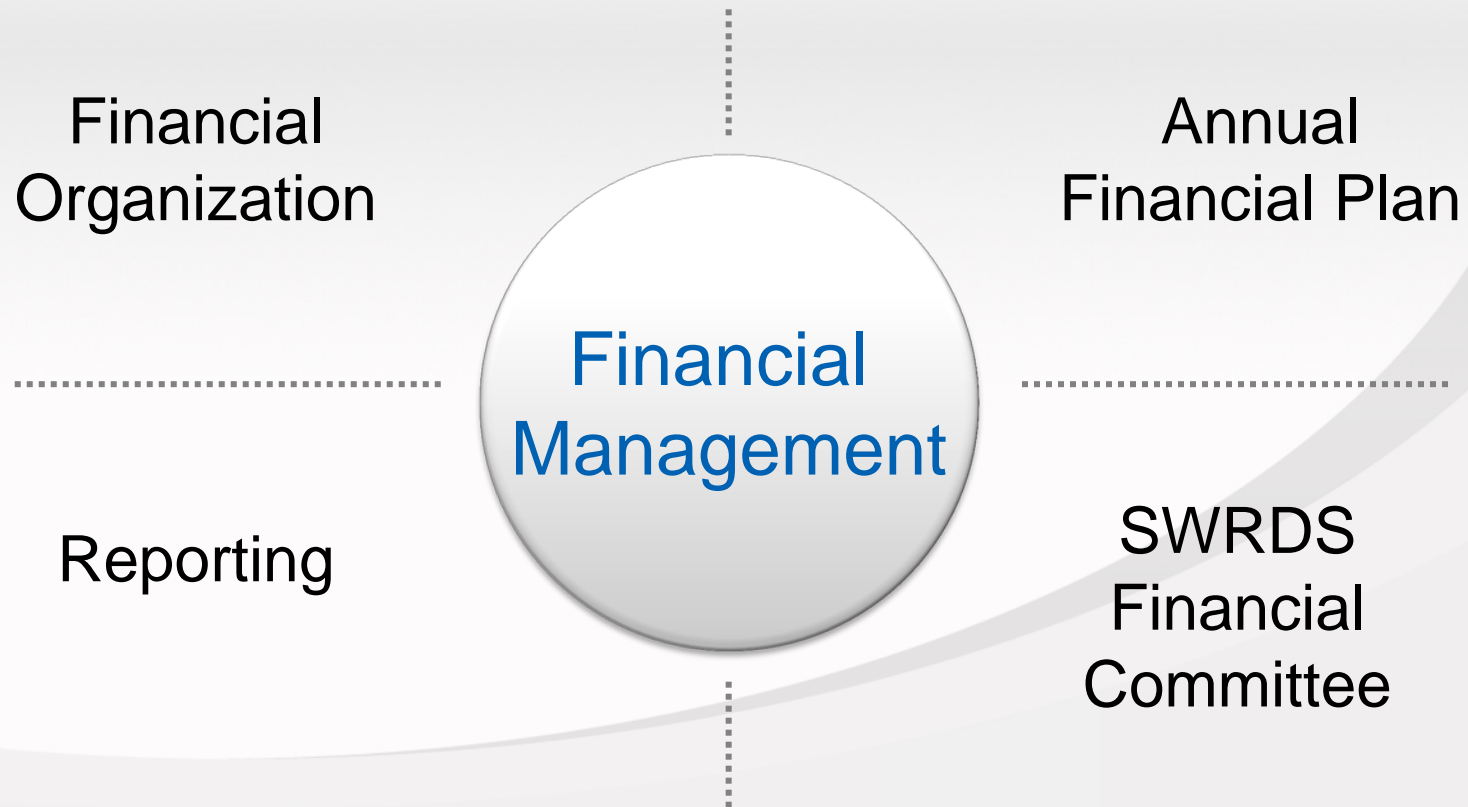 Financial
Organization
Annual
Financial Plan
Financial
Management
Reporting
SWRDS
Financial
Committee